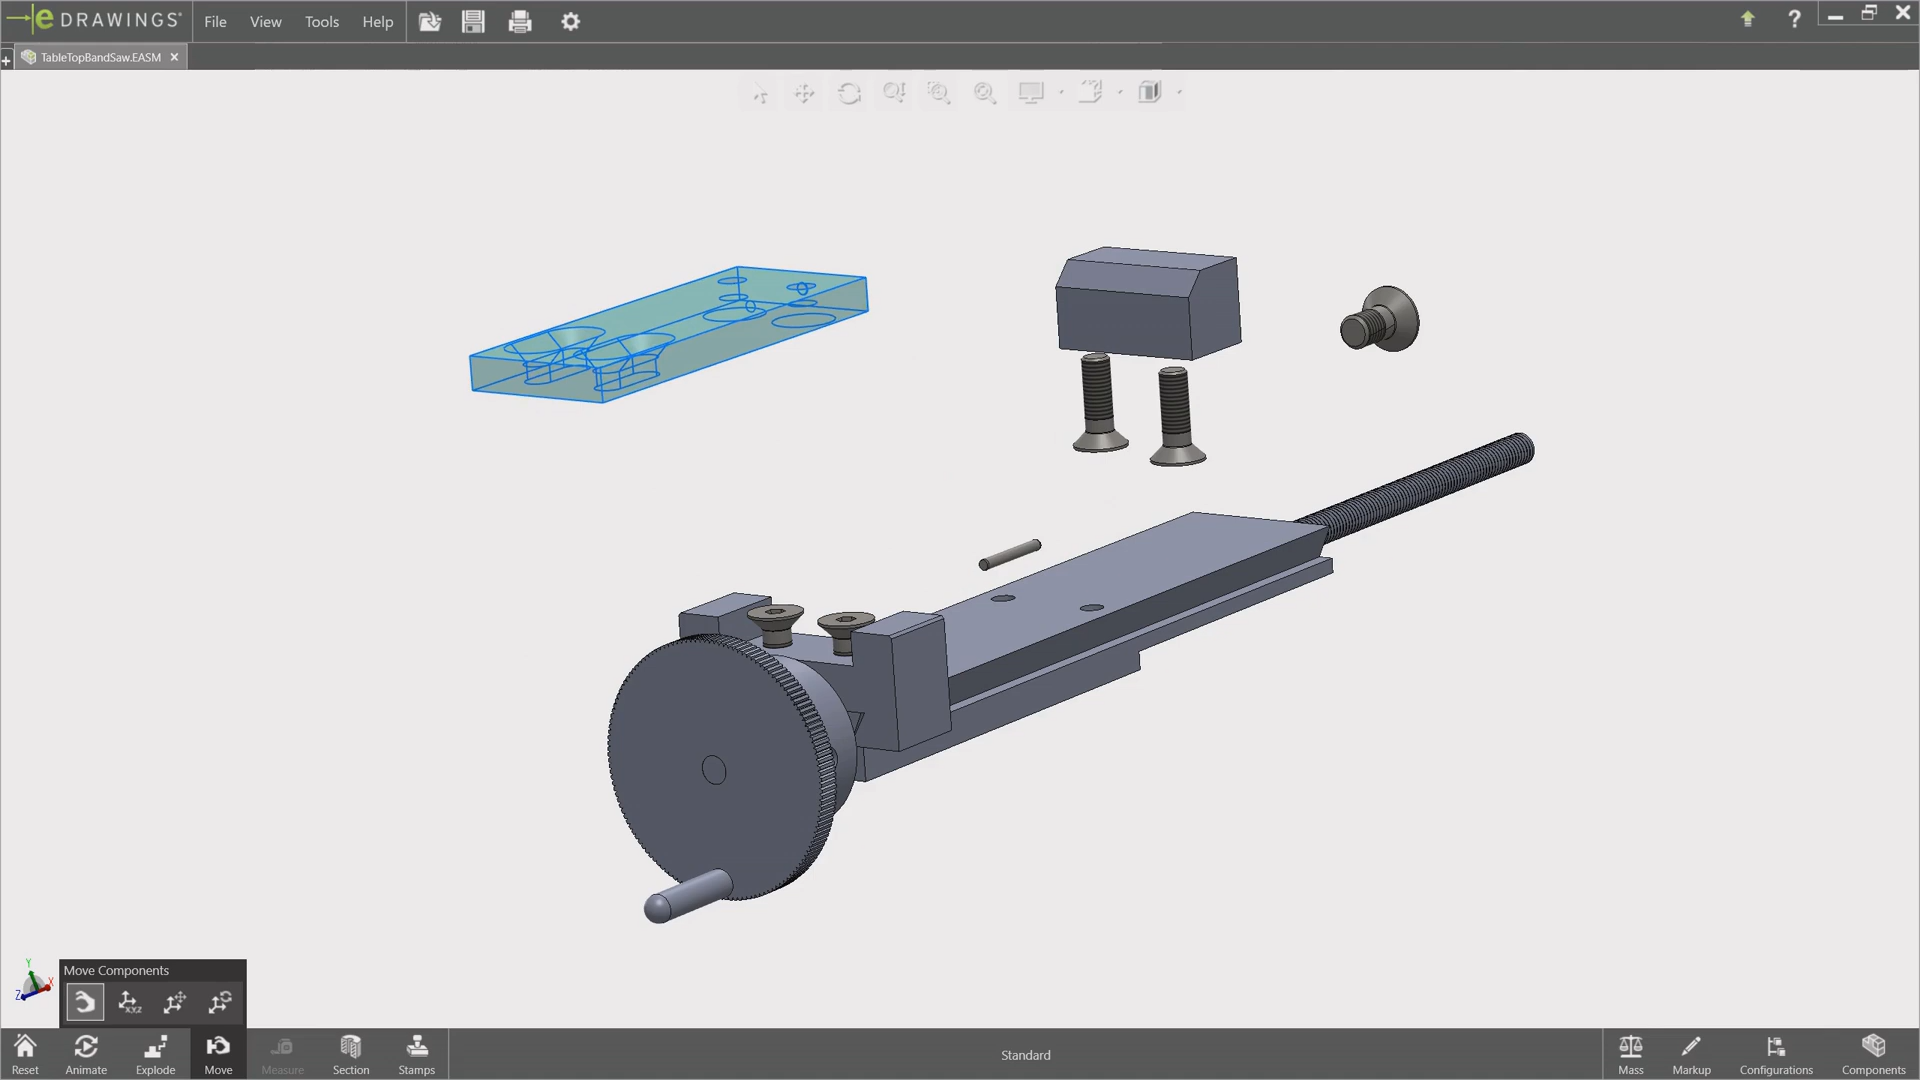 eDRAWINGS® File View Tools Help ?
TableTopBandSaw.EASM
Y
X
Z
Move Components
X,Y,Z
Reset Animate Explode Move Measure Section Stamps Standard Mass Markup Configurations Components